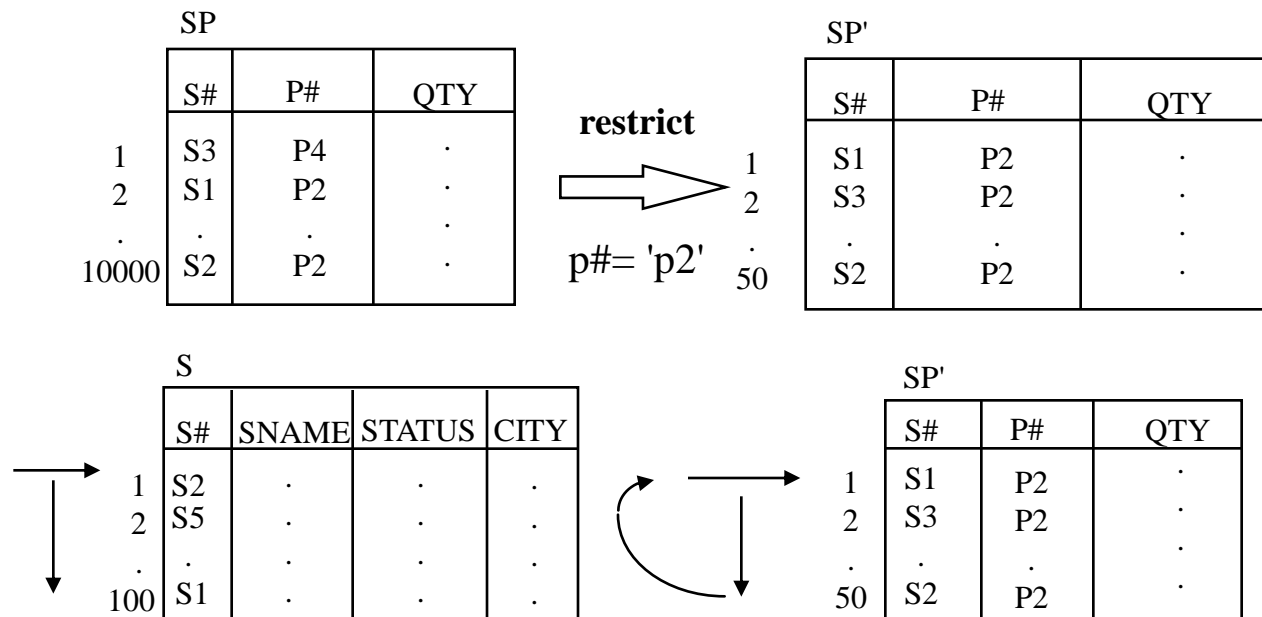 SP
S# P# QTY
1 S3 P4 .
2 S1 P2 .
. . . .
10000 S2 P2 .
restrict
p#= 'p2'
SP'
S# P# QTY
1 S1 P2 .
2 S3 P2 .
. . . .
50 S2 P2 .
S
S# SNAME STATUS CITY
1 S2 . . .
2 S5 . . .
. . . . .
100 S1 . . .
SP'
S# P# QTY
1 S1 P2 .
2 S3 P2 .
. . . .
50 S2 P2 .